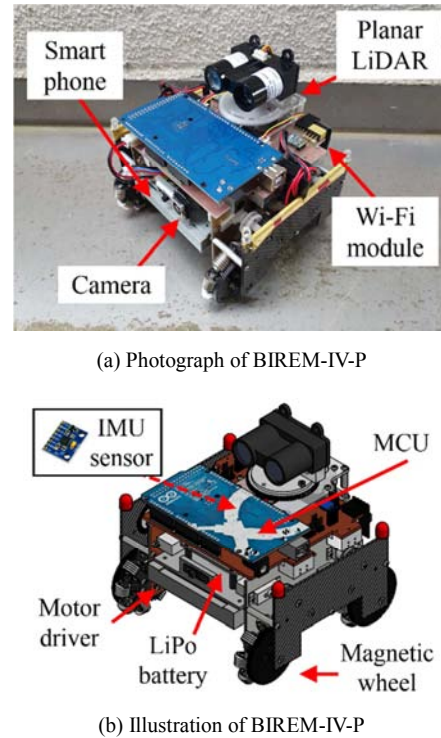 Smart
phone
Planar
LiDAR
Camera
Wi-Fi
module
(a) Photograph of BIREM-IV-P
IMU
sensor
MCU
Motor
driver
LiPo
battery
Magnetic
wheel
(b) Illustration of BIREM-IV-P